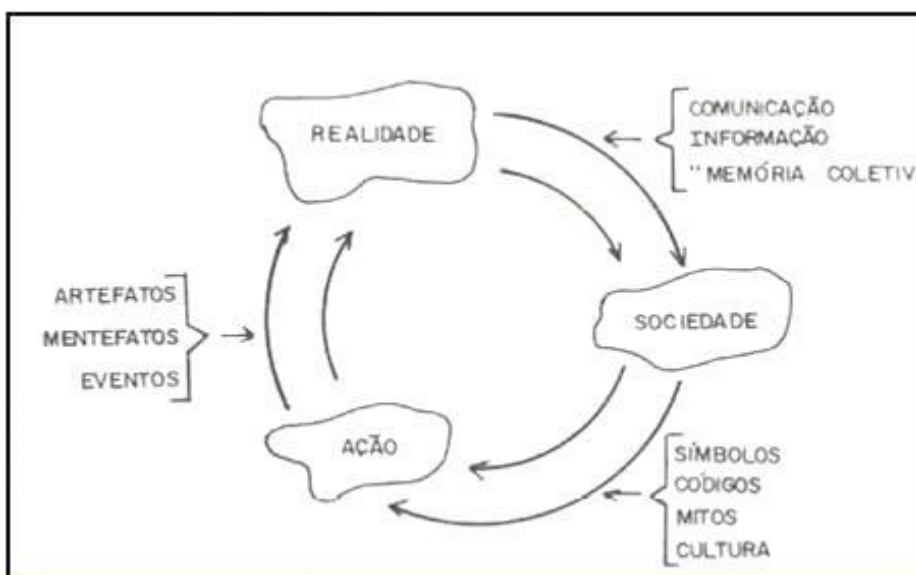 REALIDADE
COMUNICAÇÃO
INFORMAÇÃO
"MEMÓRIA COLETIV
SOCIEDADE
SÍMBOLOS
CÓDIGOS
MITOS
CULTURA
AÇÃO
ARTEFATOS
MENTEFATOS
EVENTOS